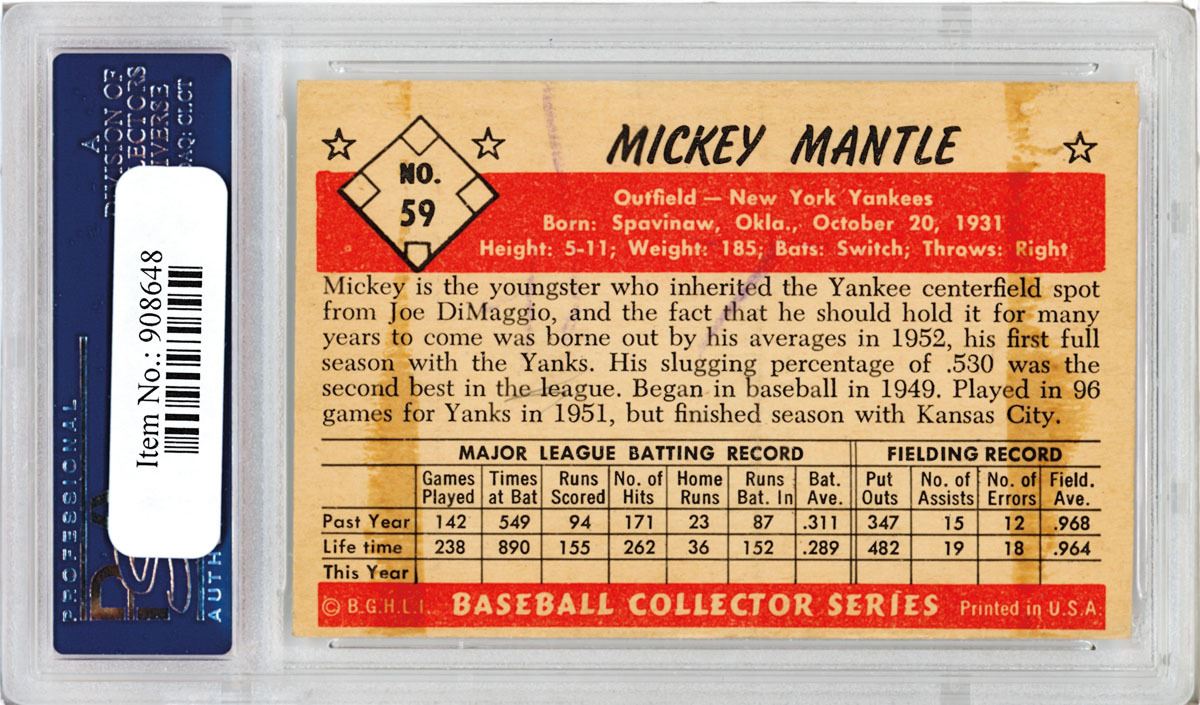 A
DIVISION OF
COLLECTORS
UNIVERSE
CLCT
Item No.: 908648
PROFESSIONAL
AUTH
NO.
59
MICKEY MANTLE
Outfield — New York Yankees
Born: Spavinaw, Okla., October 20, 1931
Height: 5-11; Weight: 185; Bats: Switch; Throws: Right
Mickey is the youngster who inherited the Yankee centerfield spot
from Joe DiMaggio, and the fact that he should hold it for many
years to come was borne out by his averages in 1952, his first full
season with the Yanks. His slugging percentage of .530 was the
second best in the league. Began in baseball in 1949. Played in 96
games for Yanks in 1951, but finished season with Kansas City.
MAJOR LEAGUE BATTING RECORD FIELDING RECORD
Games Times Runs No. of Home Runs Bat. Put No. of No. of Field.
Played at Bat Scored Hits Runs Bat. In Ave. Outs Assists Errors Ave.
Past Year 142 549 94 171 23 87 .311 347 15 12 .968
Life time 238 890 155 262 36 152 .289 482 19 18 .964
This Year
© B.G.H.L.I. BASEBALL COLLECTOR SERIES Printed in U.S.A.